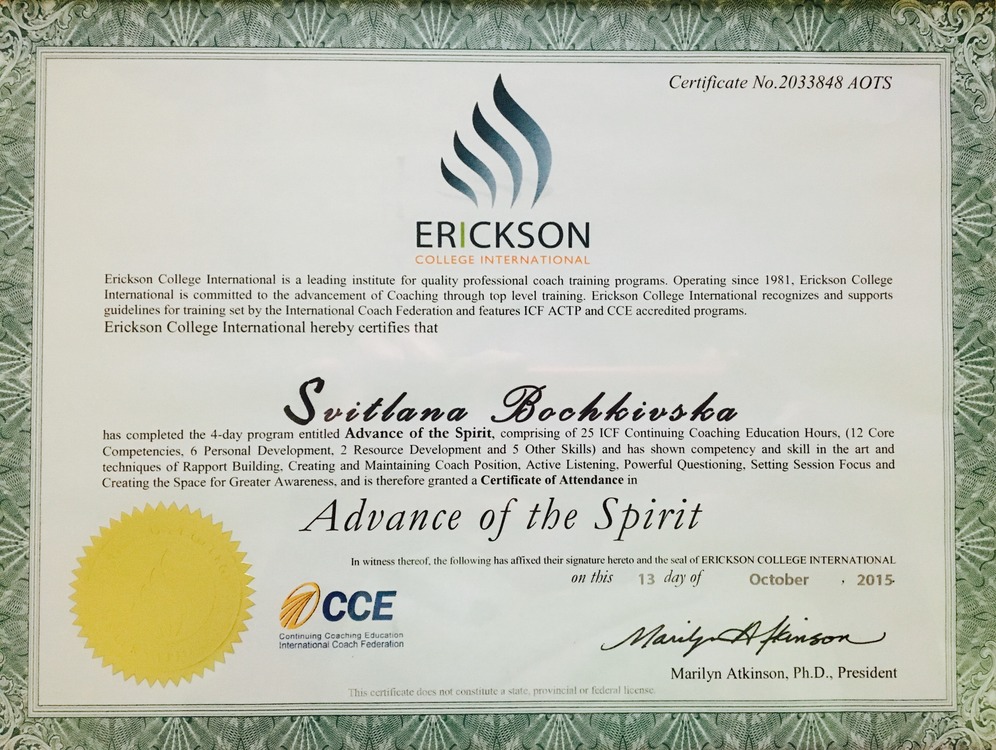 Certificate No.2033848 AOTS
ERICKSON
COLLEGE INTERNATIONAL
Erickson College International is a leading institute for quality professional coach training programs. Operating since 1981, Erickson College
International is committed to the advancement of Coaching through top level training. Erickson College International recognizes and supports
guidelines for training set by the International Coach Federation and features ICF ACTP and CCE accredited programs.
Erickson College International hereby certifies that
Svitlana Bochkivska
has completed the 4-day program entitled Advance of the Spirit, comprising of 25 ICF Continuing Coaching Education Hours, (12 Core
Competencies, 6 Personal Development, 2 Resource Development and 5 Other Skills) and has shown competency and skill in the art and
techniques of Rapport Building, Creating and Maintaining Coach Position, Active Listening, Powerful Questioning, Setting Session Focus and
Creating the Space for Greater Awareness, and is therefore granted a Certificate of Attendance in
Advance of the Spirit
In witness thereof, the following has affixed their signature hereto and the seal of ERICKSON COLLEGE INTERNATIONAL
on this 13 day of October , 2015.
CCE
Continuing Coaching Education
International Coach Federation
Marilyn Atkinson
Marilyn Atkinson, Ph.D., President
This certificate does not constitute a state, provincial or federal license.